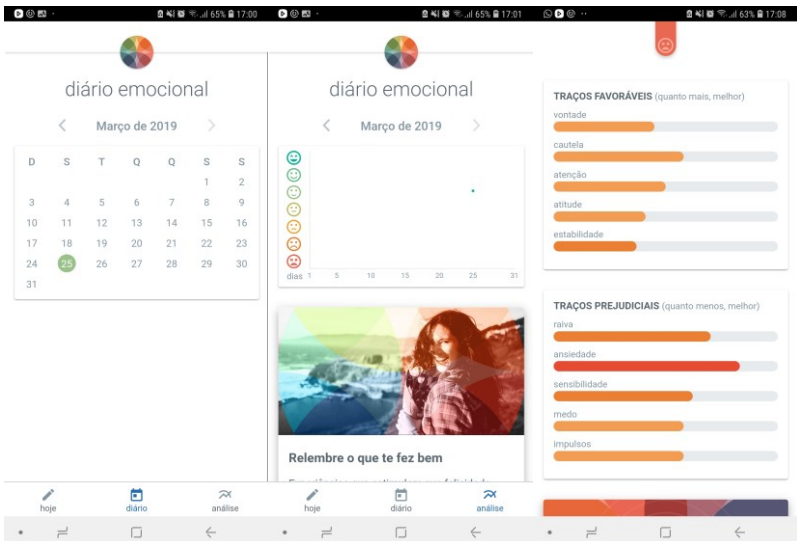 65% 17:00
diário emocional
Março de 2019
D S T Q Q S S
1 2
3 4 5 6 7 8 9
10 11 12 13 14 15 16
17 18 19 20 21 22 23
24 25 26 27 28 29 30
31
hoje diário análise
65% 17:01
diário emocional
Março de 2019
dias 1 5 10 15 20 25 31
Relembre o que te fez bem
hoje diário análise
63% 17:08
TRAÇOS FAVORÁVEIS (quanto mais, melhor)
vontade
cautela
atenção
atitude
estabilidade
TRAÇOS PREJUDICIAIS (quanto menos, melhor)
raiva
ansiedade
sensibilidade
medo
impulsos